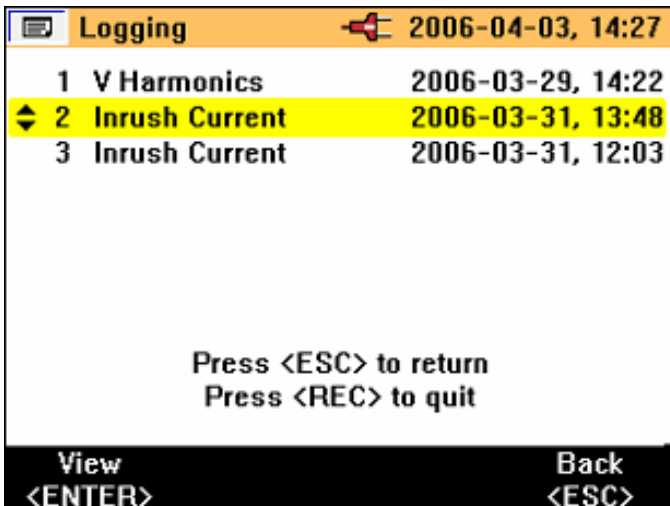 Logging 2006-04-03, 14:27
1 V Harmonics 2006-03-29, 14:22
2 Inrush Current 2006-03-31, 13:48
3 Inrush Current 2006-03-31, 12:03
Press <ESC> to return
Press <REC> to quit
View Back
<ENTER> <ESC>